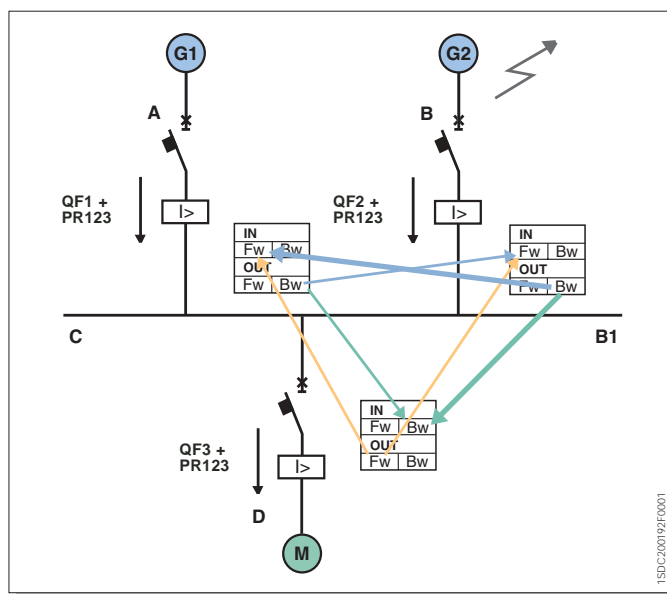 G1
G2
A
B
QF1 +
PR123
I>
QF2 +
PR123
I>
IN
Fw Bw
OUT
Fw Bw
IN
Fw Bw
OUT
Fw Bw
C
B1
IN
Fw Bw
OUT
Fw Bw
QF3 +
PR123
I>
D
M
1SDC200192F0001